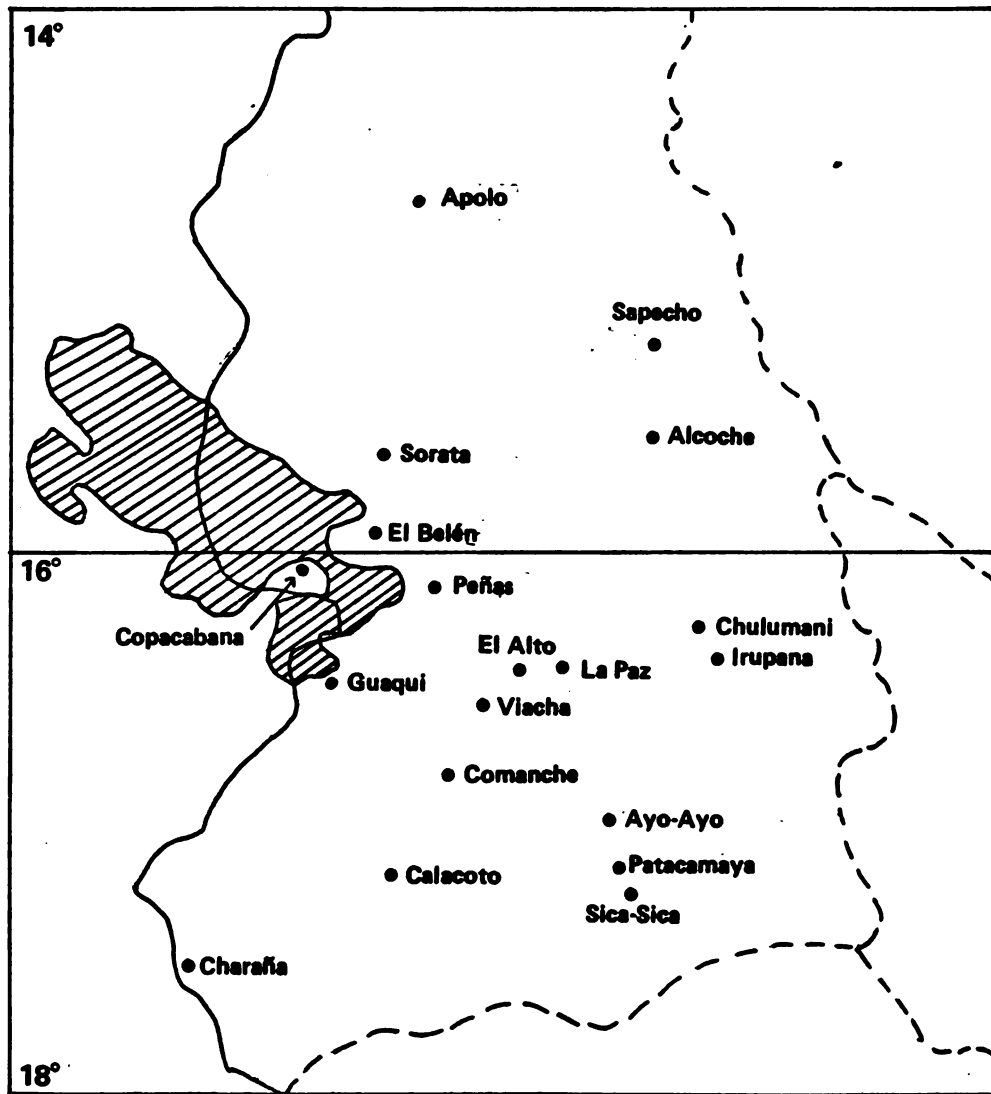 14°
Apolo
Sapecho
Alcoche
Sorata
El Belén
16°
Peñas
Copacabana
Chulumani
El Alto
La Paz
Irupana
Guaqui
Viacha
Comanche
Ayo-Ayo
Patacamaya
Calacoto
Sica-Sica
Charaña
18°